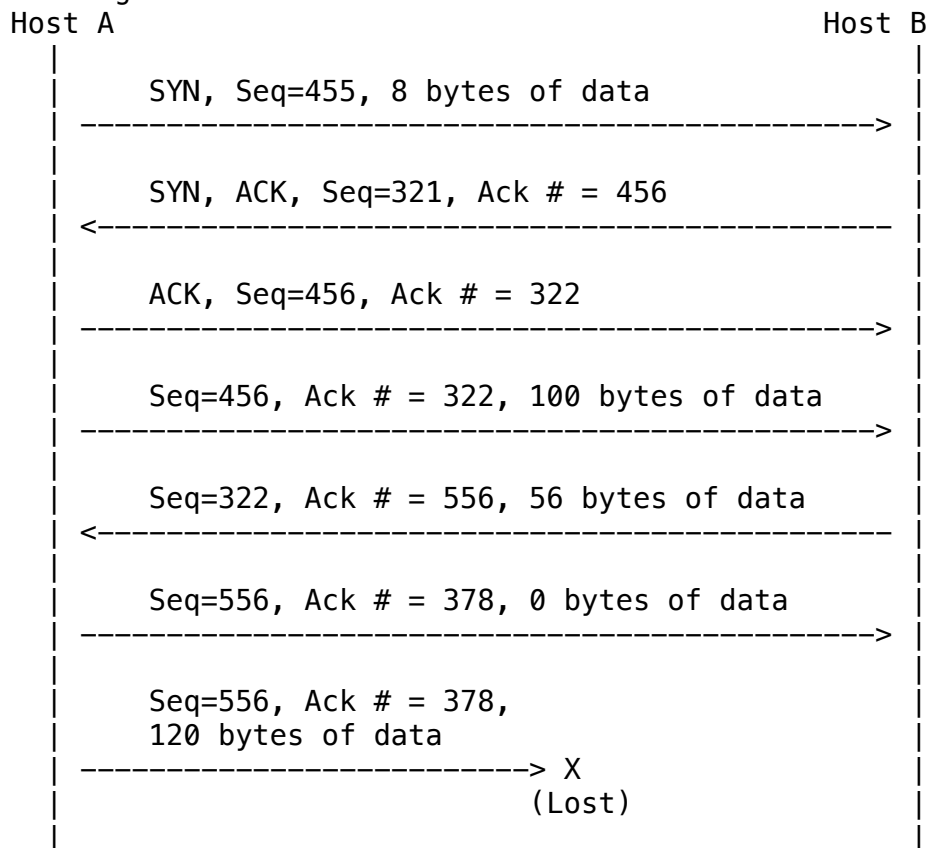 Host A Host B
SYN, Seq=455, 8 bytes of data
SYN, ACK, Seq=321, Ack # = 456
ACK, Seq=456, Ack # = 322
Seq=456, Ack # = 322, 100 bytes of data
Seq=322, Ack # = 556, 56 bytes of data
Seq=556, Ack # = 378, 0 bytes of data
Seq=556, Ack # = 378,
120 bytes of data
X
(Lost)